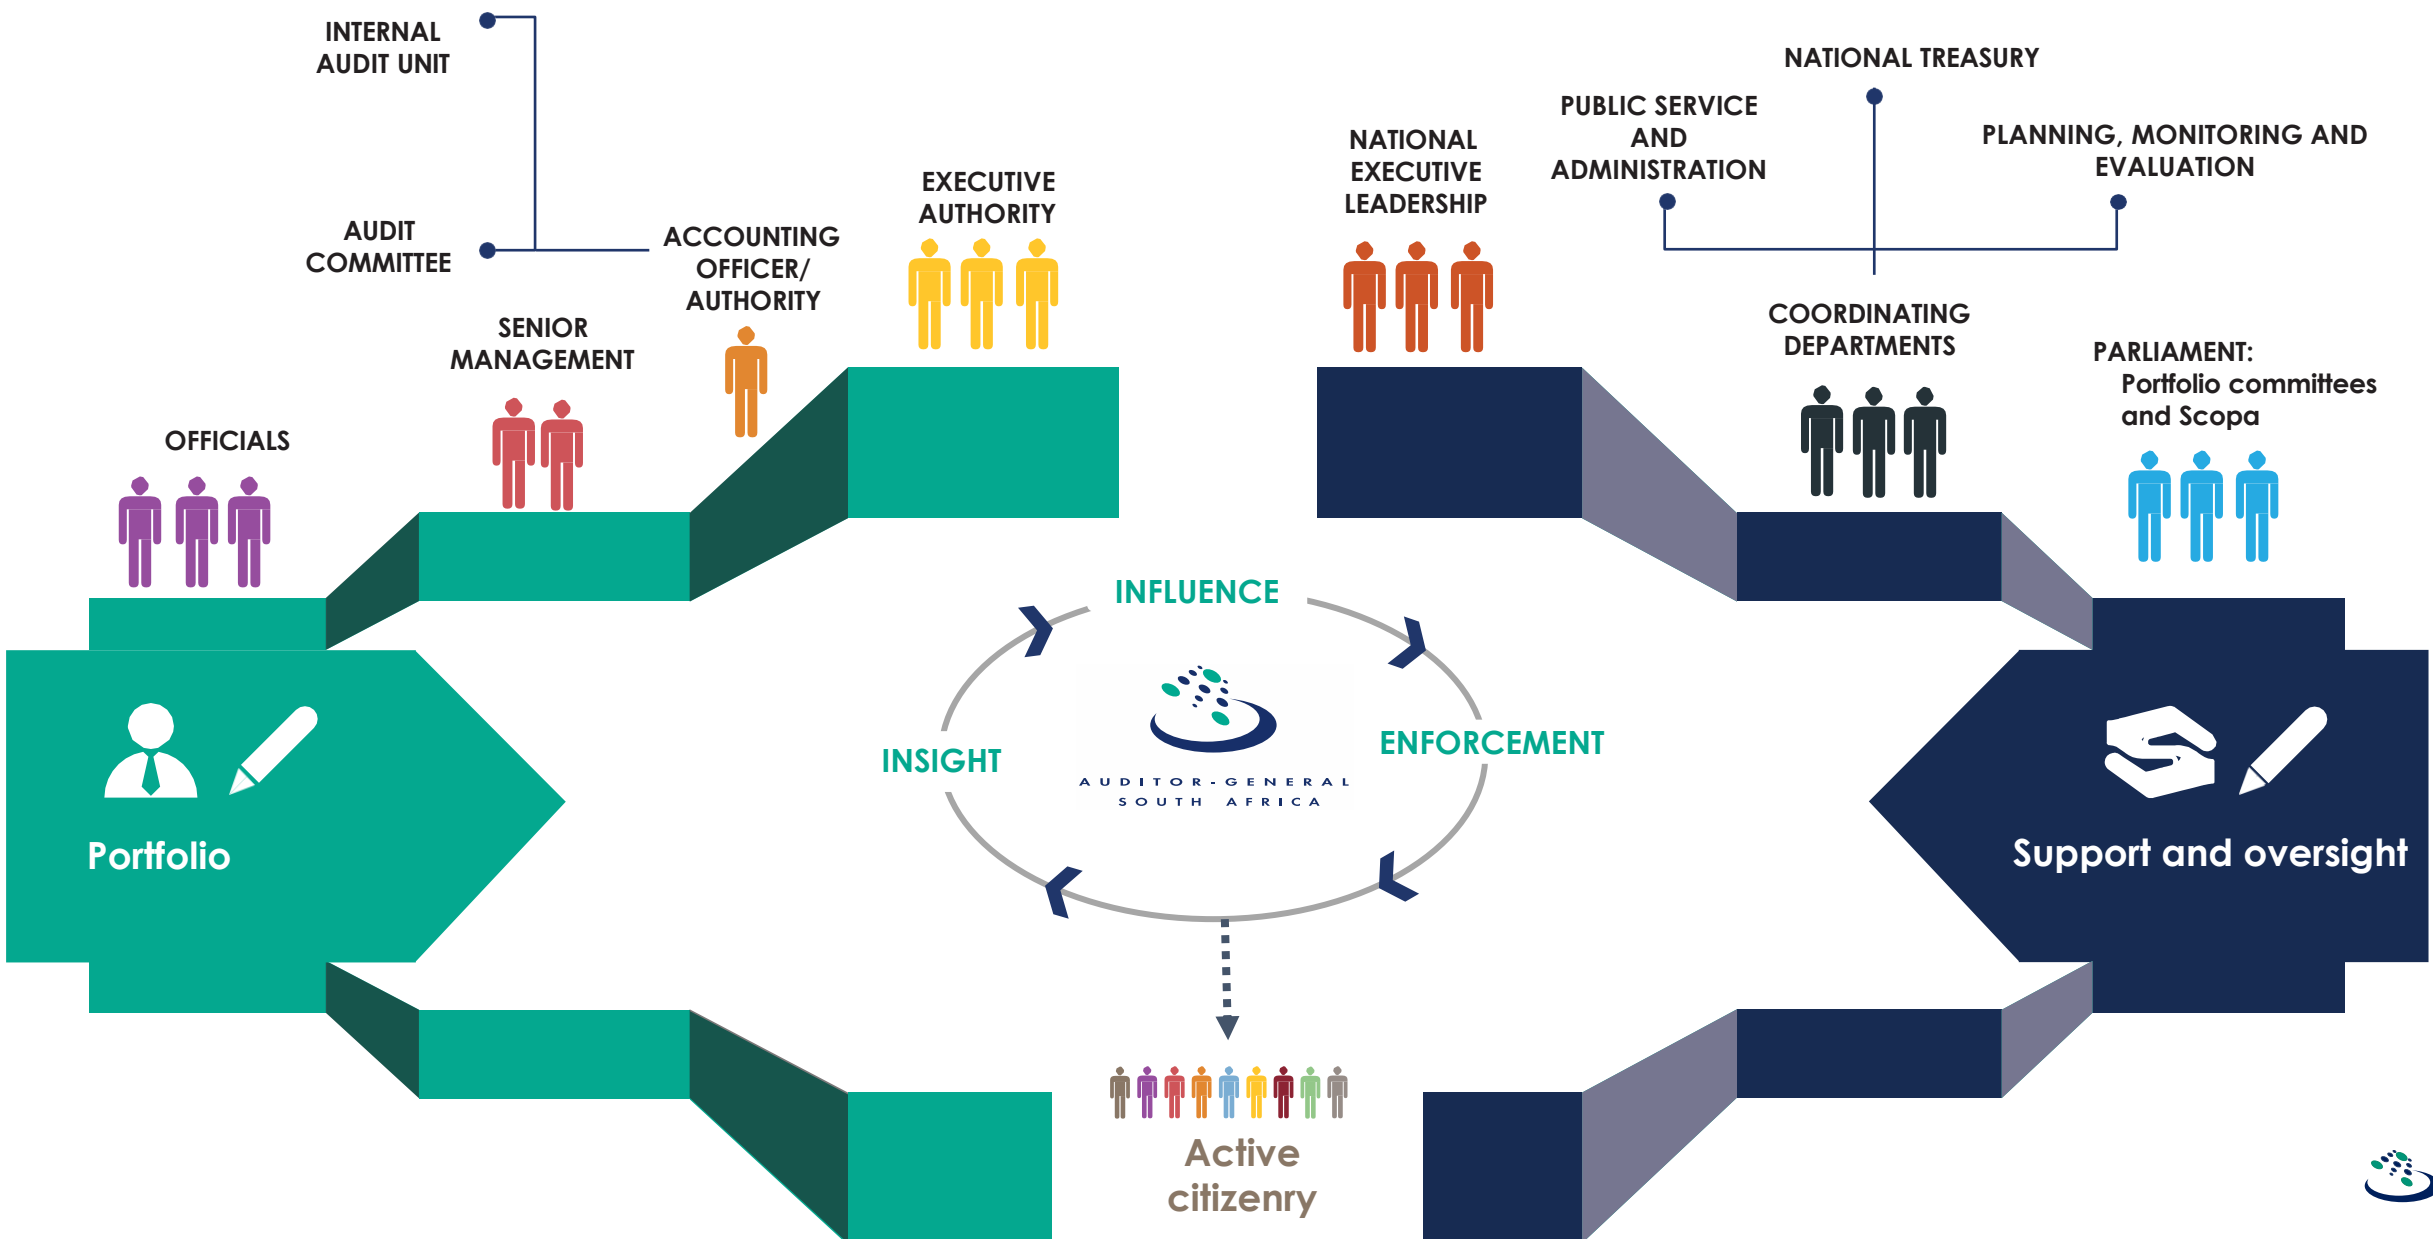 INTERNAL
AUDIT UNIT
AUDIT
COMMITTEE
ACCOUNTING
OFFICER/
AUTHORITY
SENIOR
MANAGEMENT
OFFICIALS
EXECUTIVE
AUTHORITY
NATIONAL
EXECUTIVE
LEADERSHIP
PUBLIC SERVICE
AND
ADMINISTRATION
NATIONAL TREASURY
PLANNING, MONITORING AND
EVALUATION
COORDINATING
DEPARTMENTS
PARLIAMENT:
Portfolio committees
and Scopa
INFLUENCE
INSIGHT
ENFORCEMENT
AUDITOR-GENERAL
SOUTH AFRICA
Portfolio
Support and oversight
Active
citizenry